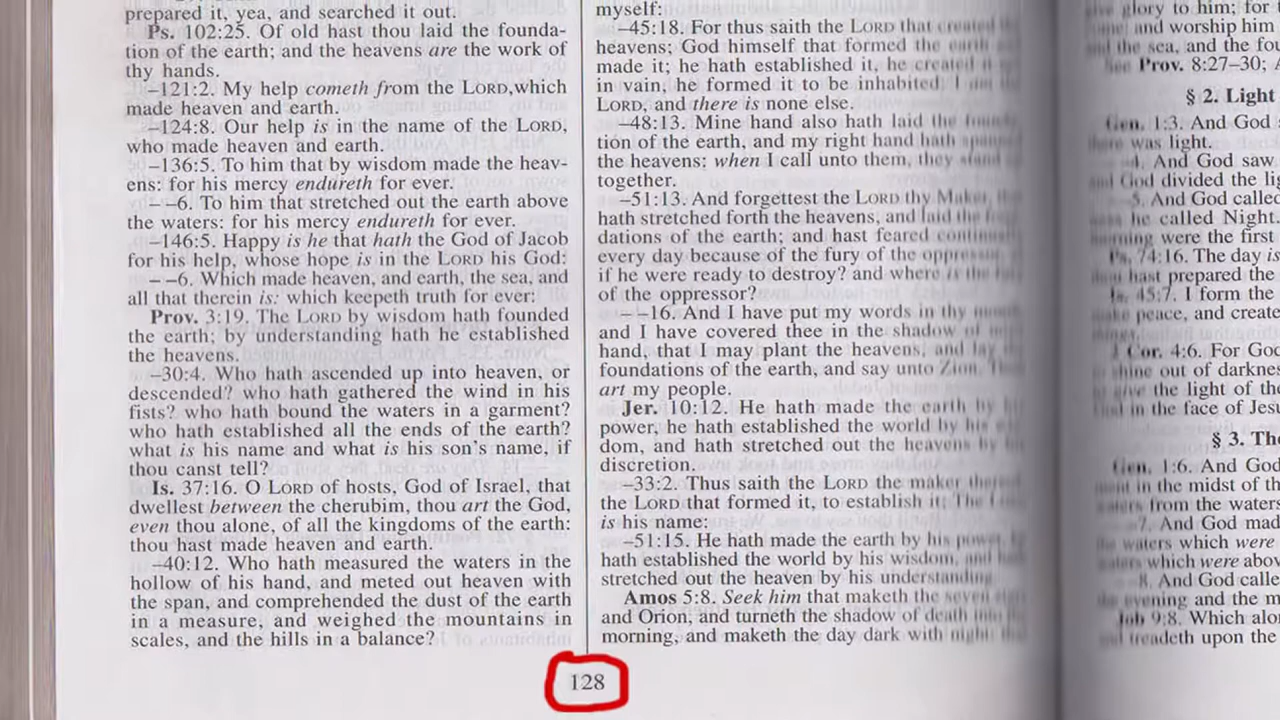 prepared it, yea, and searched it out.
Ps. 102:25. Of old hast thou laid the founda-
tion of the earth; and the heavens are the work of
thy hands.
–121:2. My help cometh from the LORD,which
made heaven and earth.
–124:8. Our help is in the name of the LORD,
who made heaven and earth.
–136:5. To him that by wisdom made the heav-
ens: for his mercy endureth for ever.
– –6. To him that stretched out the earth above
the waters: for his mercy endureth for ever.
–146:5. Happy is he that hath the God of Jacob
for his help, whose hope is in the LORD his God:
– –6. Which made heaven, and earth, the sea, and
all that therein is: which keepeth truth for ever:
Prov. 3:19. The LORD by wisdom hath founded
the earth; by understanding hath he established
the heavens.
–30:4. Who hath ascended up into heaven, or
descended? who hath gathered the wind in his
fists? who hath bound the waters in a garment?
who hath established all the ends of the earth?
what is his name and what is his son's name, if
thou canst tell?
Is. 37:16. O LORD of hosts, God of Israel, that
dwellest between the cherubim, thou art the God,
even thou alone, of all the kingdoms of the earth:
thou hast made heaven and earth.
–40:12. Who hath measured the waters in the
hollow of his hand, and meted out heaven with
the span, and comprehended the dust of the earth
in a measure, and weighed the mountains in
scales, and the hills in a balance?
myself:
–45:18. For thus saith the LORD that created
heavens; God himself that formed the earth
made it; he hath established it, he created it
in vain, he formed it to be inhabited: I am the
LORD, and there is none else.
–48:13. Mine hand also hath laid the
tion of the earth, and my right hand hath
the heavens: when I call unto them, they stand
together.
–51:13. And forgettest the LORD thy Maker,
hath stretched forth the heavens, and laid the
dations of the earth; and hast feared
every day because of the fury of the
if he were ready to destroy? and where is the
of the oppressor?
– –16. And I have put my words in thy
and I have covered thee in the shadow of
hand, that I may plant the heavens, and lay
foundations of the earth, and say unto Zion,
art my people.
Jer. 10:12. He hath made the earth by
power, he hath established the world by his
dom, and hath stretched out the heavens by
discretion.
–33:2. Thus saith the LORD the maker
the LORD that formed it, to establish it; The
is his name:
–51:15. He hath made the earth by his power,
hath established the world by his wisdom, and
stretched out the heaven by his understanding.
Amos 5:8. Seek him that maketh the seven
and Orion, and turneth the shadow of death into
morning, and maketh the day dark with night:
128
glory to him; for
and worship him
the sea, and the
See Prov. 8:27–30;
§ 2. Light
Gen. 1:3. And God
there was light.
–4. And God saw
and God divided the
–5. And God called
he called Night.
morning were the first
Ps. 74:16. The day is
hast prepared the
Is. 45:7. I form the
peace, and create
Cor. 4:6. For God
shine out of
give the light of the
in the face of
§ 3.
Gen. 1:6. And God
in the midst of the
waters from the
–7. And God made
the waters which were
which were
–8. And God
the evening and the
Job 9:8. Which
treadeth upon the